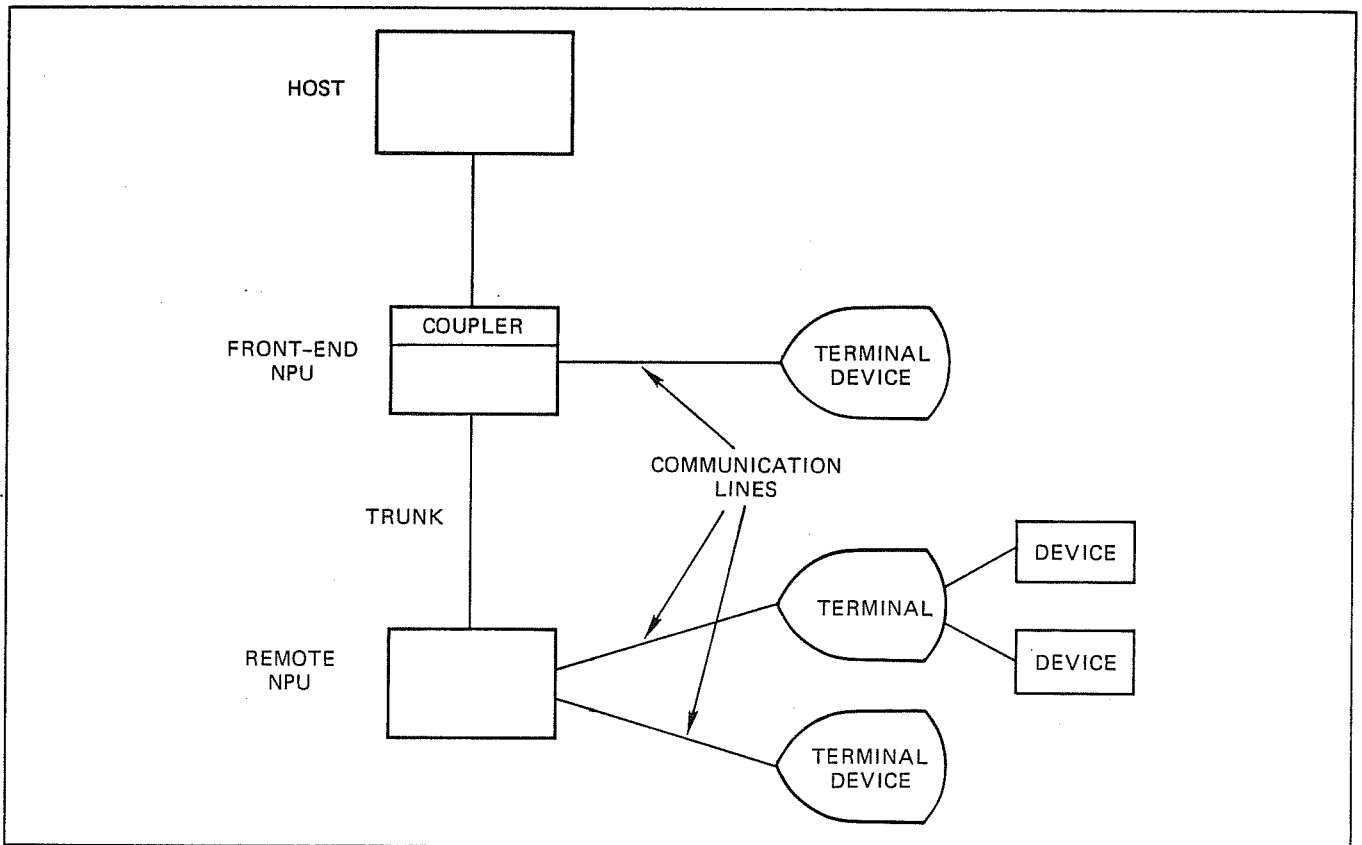 HOST
COUPLER
FRONT-END
NPU
TERMINAL
DEVICE
COMMUNICATION
LINES
TRUNK
DEVICE
TERMINAL
DEVICE
REMOTE
NPU
TERMINAL
DEVICE